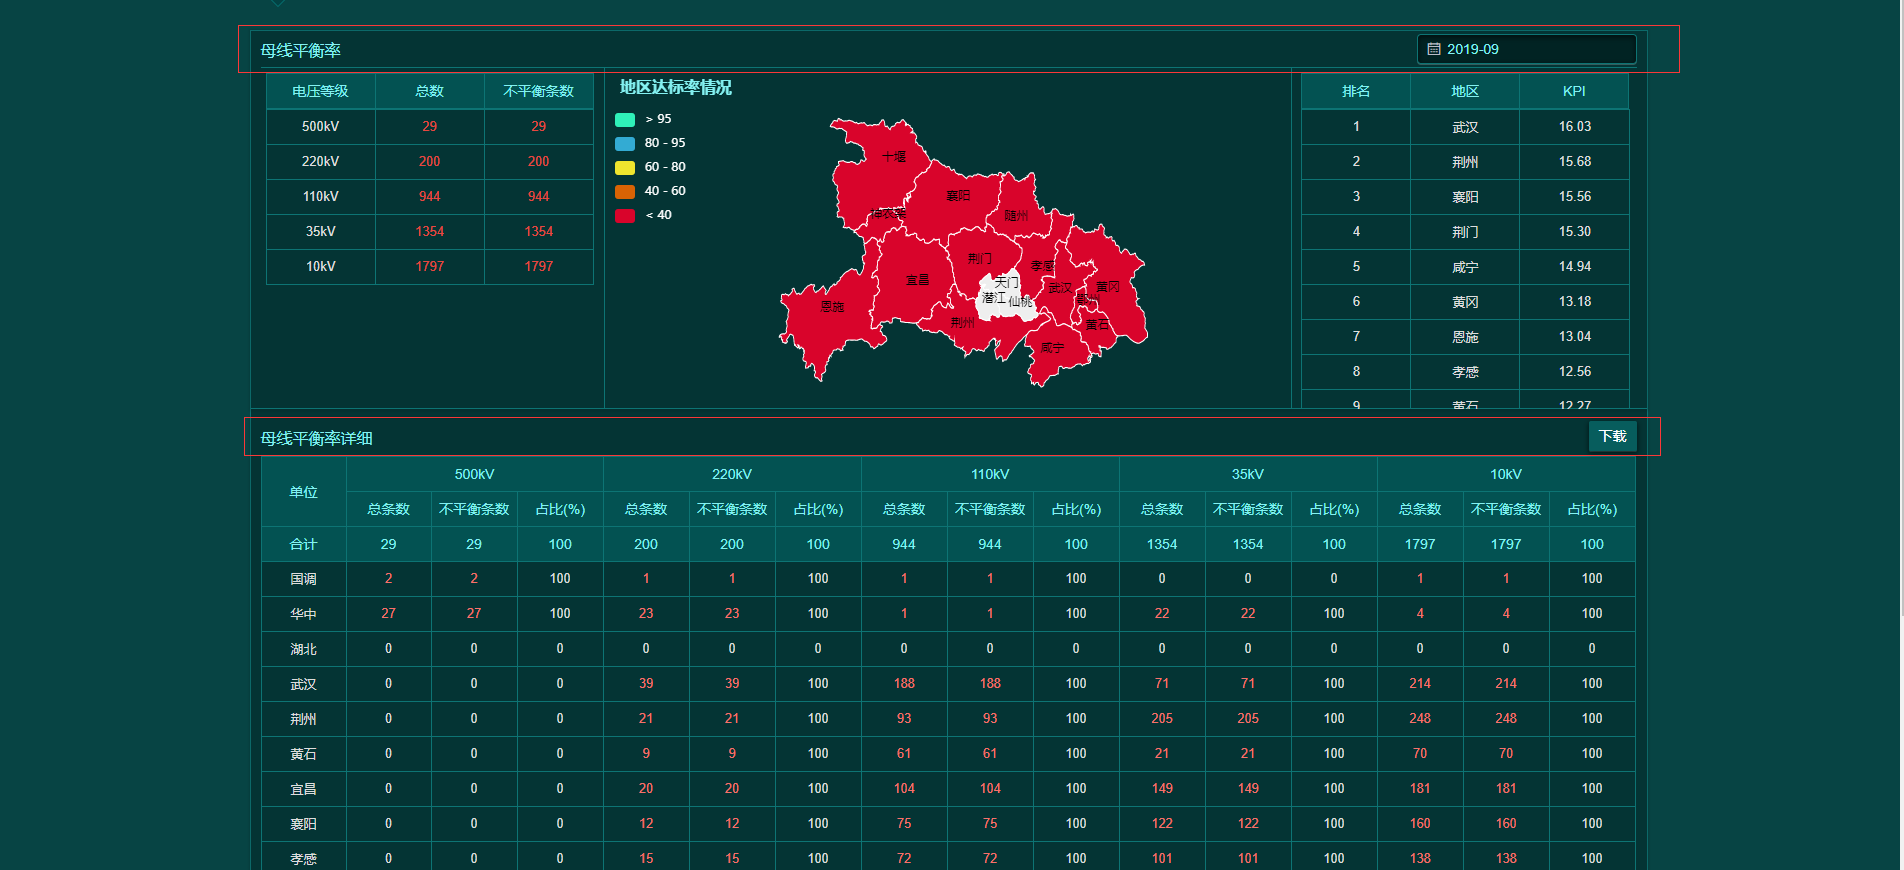 母线平衡率
2019-09
电压等级 总数 不平衡条数
500kV 29 29
220kV 200 200
110kV 944 944
35kV 1354 1354
10kV 1797 1797
地区达标率情况
> 95
80 - 95
60 - 80
40 - 60
< 40
十堰
襄阳
随州
荆门
孝感
宜昌
天门
武汉
黄冈
潜江
仙桃
恩施
荆州
黄石
咸宁
排名 地区 KPI
1 武汉 16.03
2 荆州 15.68
3 襄阳 15.56
4 荆门 15.30
5 咸宁 14.94
6 黄冈 13.18
7 恩施 13.04
8 孝感 12.56
9 黄石 12.27
母线平衡率详细
下载
单位 500kV 220kV 110kV 35kV 10kV
总条数 不平衡条数 占比(%) 总条数 不平衡条数 占比(%) 总条数 不平衡条数 占比(%) 总条数 不平衡条数 占比(%) 总条数 不平衡条数 占比(%)
合计 29 29 100 200 200 100 944 944 100 1354 1354 100 1797 1797 100
国调 2 2 100 1 1 100 1 1 100 0 0 0 1 1 100
华中 27 27 100 23 23 100 1 1 100 22 22 100 4 4 100
湖北 0 0 0 0 0 0 0 0 0 0 0 0 0 0 0
武汉 0 0 0 39 39 100 188 188 100 71 71 100 214 214 100
荆州 0 0 0 21 21 100 93 93 100 205 205 100 248 248 100
黄石 0 0 0 9 9 100 61 61 100 21 21 100 70 70 100
宜昌 0 0 0 20 20 100 104 104 100 149 149 100 181 181 100
襄阳 0 0 0 12 12 100 75 75 100 122 122 100 160 160 100
孝感 0 0 0 15 15 100 72 72 100 101 101 100 138 138 100